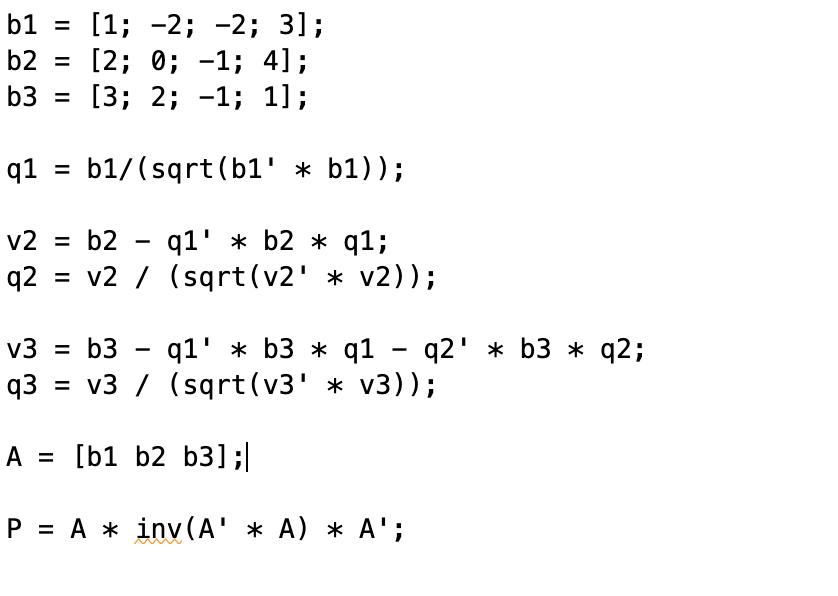 b1 = [1; -2; -2; 3];
b2 = [2; 0; -1; 4];
b3 = [3; 2; -1; 1];
q1 = b1/(sqrt(b1' * b1));
v2 = b2 - q1' * b2 * q1;
q2 = v2 / (sqrt(v2' * v2));
v3 = b3 - q1' * b3 * q1 - q2' * b3 * q2;
q3 = v3 / (sqrt(v3' * v3));
A = [b1 b2 b3];
P = A * inv(A' * A) * A';